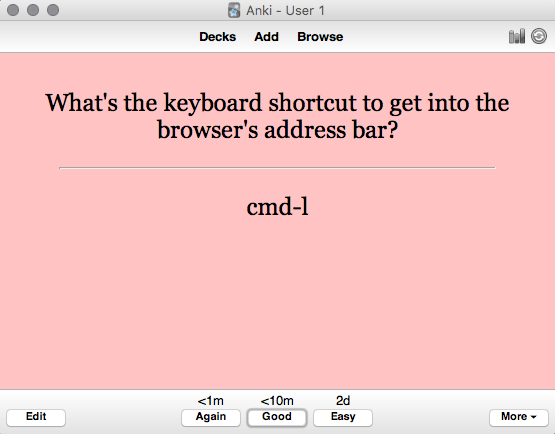 Anki - User 1
Decks Add Browse
What's the keyboard shortcut to get into the
browser's address bar?
cmd-l
<1m <10m 2d
Edit Again Good Easy More